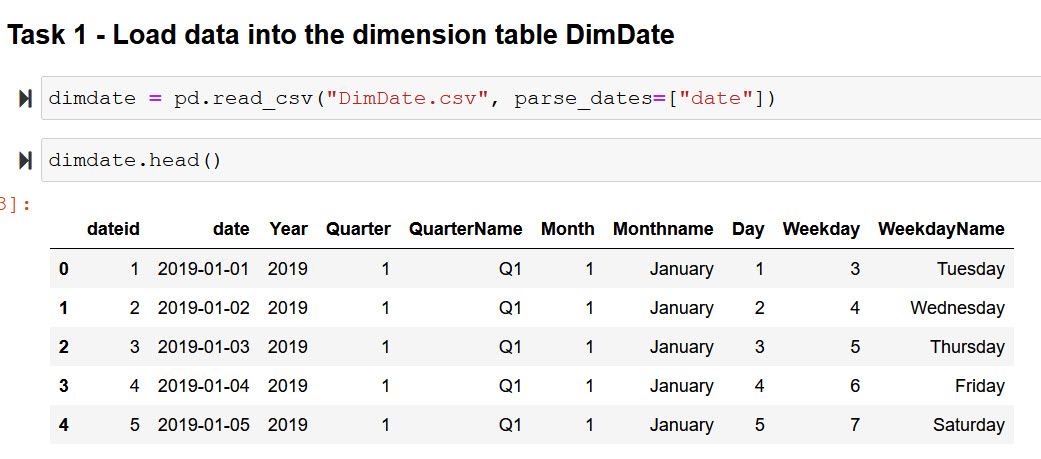 Task 1 - Load data into the dimension table DimDate
dimdate = pd.read_csv("DimDate.csv", parse_dates=["date"])
dimdate.head()
3]:
dateid date Year Quarter QuarterName Month Monthname Day Weekday WeekdayName
0 1 2019-01-01 2019 1 Q1 1 January 1 3 Tuesday
1 2 2019-01-02 2019 1 Q1 1 January 2 4 Wednesday
2 3 2019-01-03 2019 1 Q1 1 January 3 5 Thursday
3 4 2019-01-04 2019 1 Q1 1 January 4 6 Friday
4 5 2019-01-05 2019 1 Q1 1 January 5 7 Saturday